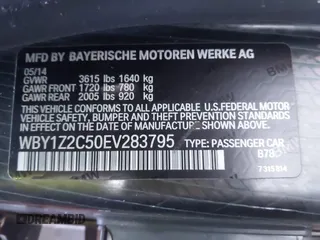 MFD BY BAYERISCHE MOTOREN WERKE AG
05/14
GVWR 3615 lbs 1640 kg
GAWR FRONT 1720 lbs 780 kg
GAWR REAR 2005 lbs 920 kg
THIS VEHICLE CONFORMS TO ALL APPLICABLE U.S.FEDERAL MOTOR
VEHICLE SAFETY, BUMPER AND THEFT PREVENTION STANDARDS
IN EFFECT ON THE DATE OF MANUFACTURE SHOWN ABOVE.
WBY1Z2C50EV283795 TYPE: PASSENGER CAR
DREAMBID